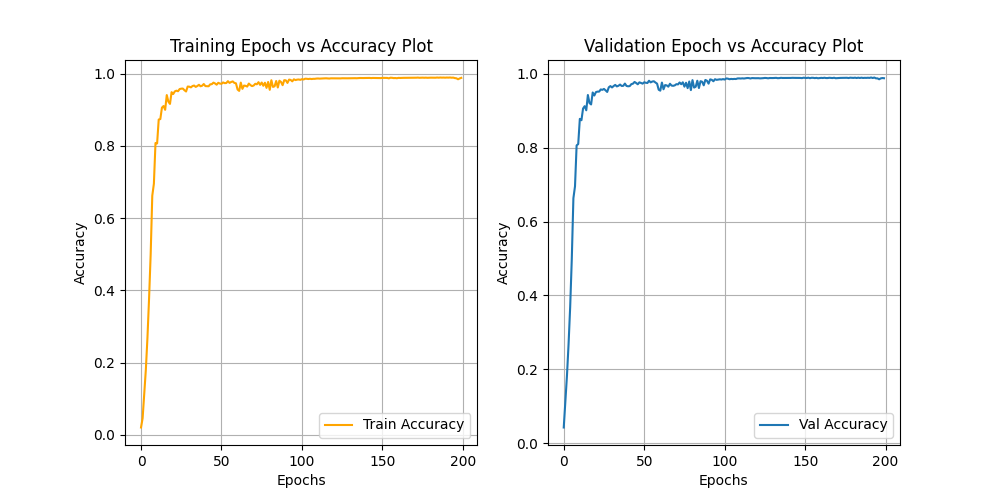 Training Epoch vs Accuracy Plot
Accuracy
1.0
0.8
0.6
0.4
0.2
0.0
0 50 100 150 200
Epochs
Train Accuracy
Validation Epoch vs Accuracy Plot
Accuracy
1.0
0.8
0.6
0.4
0.2
0.0
0 50 100 150 200
Epochs
Val Accuracy